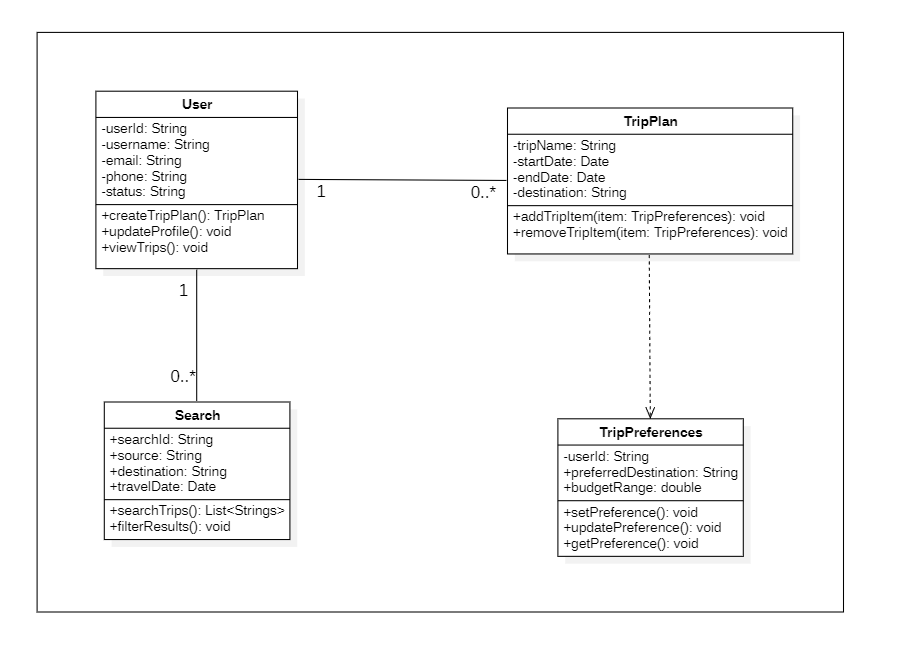 User
-userId: String
-username: String
-email: String
-phone: String
-status: String
+createTripPlan(): TripPlan
+updateProfile(): void
+viewTrips(): void
1
0..*
TripPlan
-tripName: String
-startDate: Date
-endDate: Date
-destination: String
+addTripItem(item: TripPreferences): void
+removeTripItem(item: TripPreferences): void
1
0..*
Search
+searchId: String
+source: String
+destination: String
+travelDate: Date
+searchTrips(): List<Strings>
+filterResults(): void
TripPreferences
-userId: String
+preferredDestination: String
+budgetRange: double
+setPreference(): void
+updatePreference(): void
+getPreference(): void